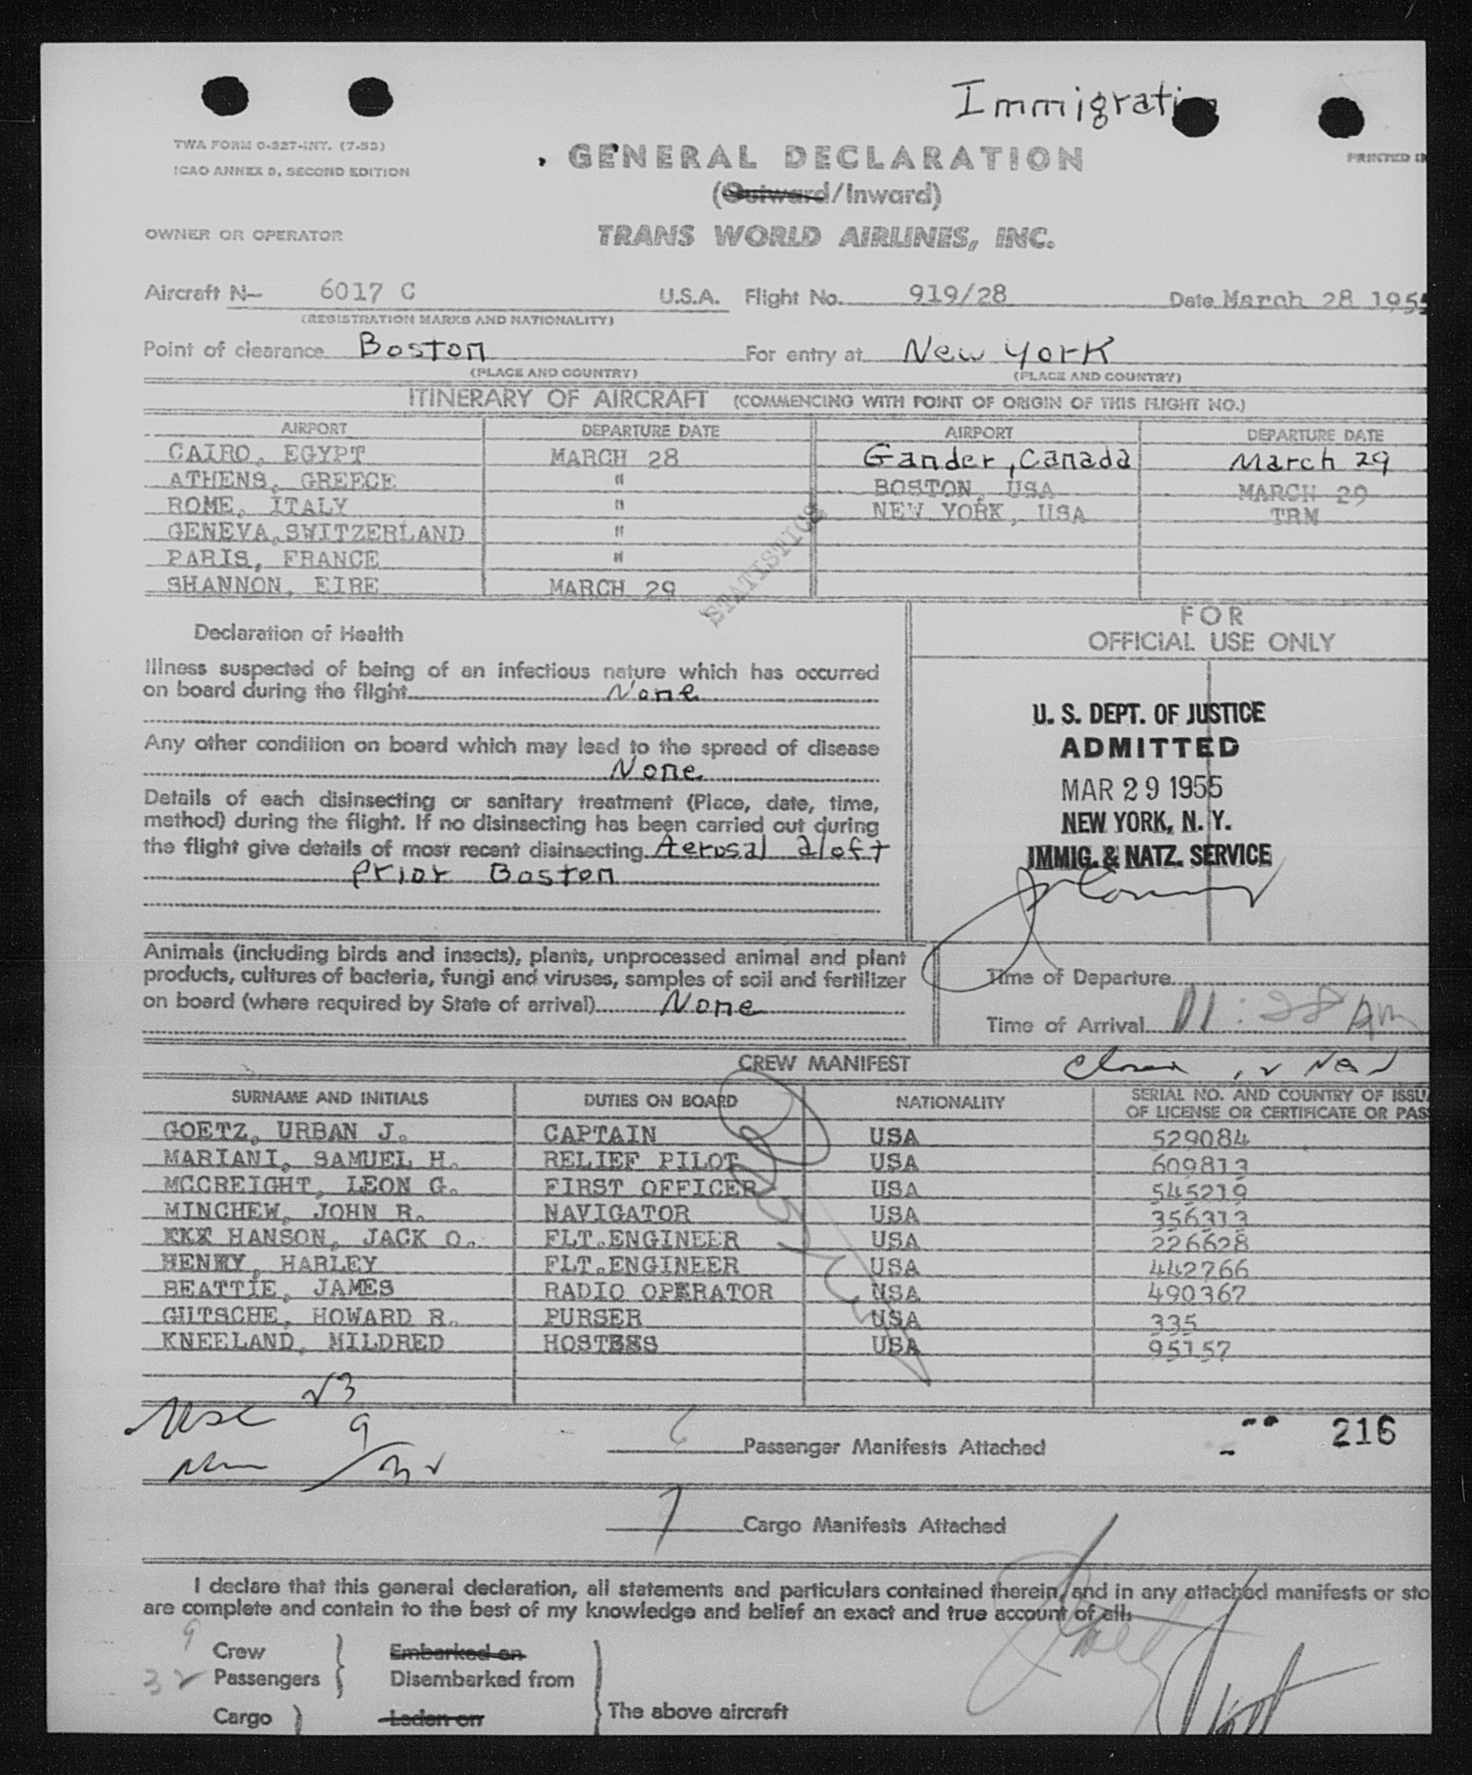 Immigration
TWA FORM O-327-INT. (7-53)
ICAO ANNEX 9, SECOND EDITION
GENERAL DECLARATION
PRINTED IN
(Outward/Inward)
OWNER OR OPERATOR
TRANS WORLD AIRLINES, INC.
Aircraft N- 6017 C U.S.A. Flight No. 919/28 Date March 28 1955
(REGISTRATION MARKS AND NATIONALITY)
Point of clearance Boston For entry at New York
(PLACE AND COUNTRY) (PLACE AND COUNTRY)
ITINERARY OF AIRCRAFT (COMMENCING WITH POINT OF ORIGIN OF THIS FLIGHT NO.)
AIRPORT DEPARTURE DATE AIRPORT DEPARTURE DATE
CAIRO, EGYPT MARCH 28 Gander, Canada March 29
ATHENS, GREECE " BOSTON, USA MARCH 29
ROME, ITALY " NEW YORK, USA TRM
GENEVA, SWITZERLAND "
PARIS, FRANCE "
SHANNON, EIRE MARCH 29
STATISTICS
Declaration of Health
FOR
OFFICIAL USE ONLY
Illness suspected of being of an infectious nature which has occurred
on board during the flight None
Any other condition on board which may lead to the spread of disease
None
Details of each disinsecting or sanitary treatment (Place, date, time,
method) during the flight. If no disinsecting has been carried out during
the flight give details of most recent disinsecting Aerosal aloft
prior Boston
U. S. DEPT. OF JUSTICE
ADMITTED
MAR 29 1955
NEW YORK, N. Y.
IMMIG. & NATZ. SERVICE
Animals (including birds and insects), plants, unprocessed animal and plant
products, cultures of bacteria, fungi and viruses, samples of soil and fertilizer
on board (where required by State of arrival) None
Time of Departure
Time of Arrival 11:28 Am
CREW MANIFEST
SURNAME AND INITIALS DUTIES ON BOARD NATIONALITY SERIAL NO. AND COUNTRY OF ISSU
OF LICENSE OR CERTIFICATE OR PAS
GOETZ, URBAN J. CAPTAIN USA 529084
MARIANI, SAMUEL H. RELIEF PILOT USA 609813
MCCREIGHT, LEON G. FIRST OFFICER USA 545219
MINCHEW, JOHN R. NAVIGATOR USA 356313
HANSON, JACK O. FLT.ENGINEER USA 226628
HENRY, HARLEY FLT.ENGINEER USA 442766
BEATTIE, JAMES RADIO OPERATOR USA 490367
GUTSCHE, HOWARD R. PURSER USA 335
KNEELAND, MILDRED HOSTESS USA 95157
23
9
32
6 Passenger Manifests Attached
216
7 Cargo Manifests Attached
I declare that this general declaration, all statements and particulars contained therein, and in any attached manifests or sto
are complete and contain to the best of my knowledge and belief an exact and true account of all:
9 Crew Embarked on
32 Passengers Disembarked from
Cargo Laden on The above aircraft